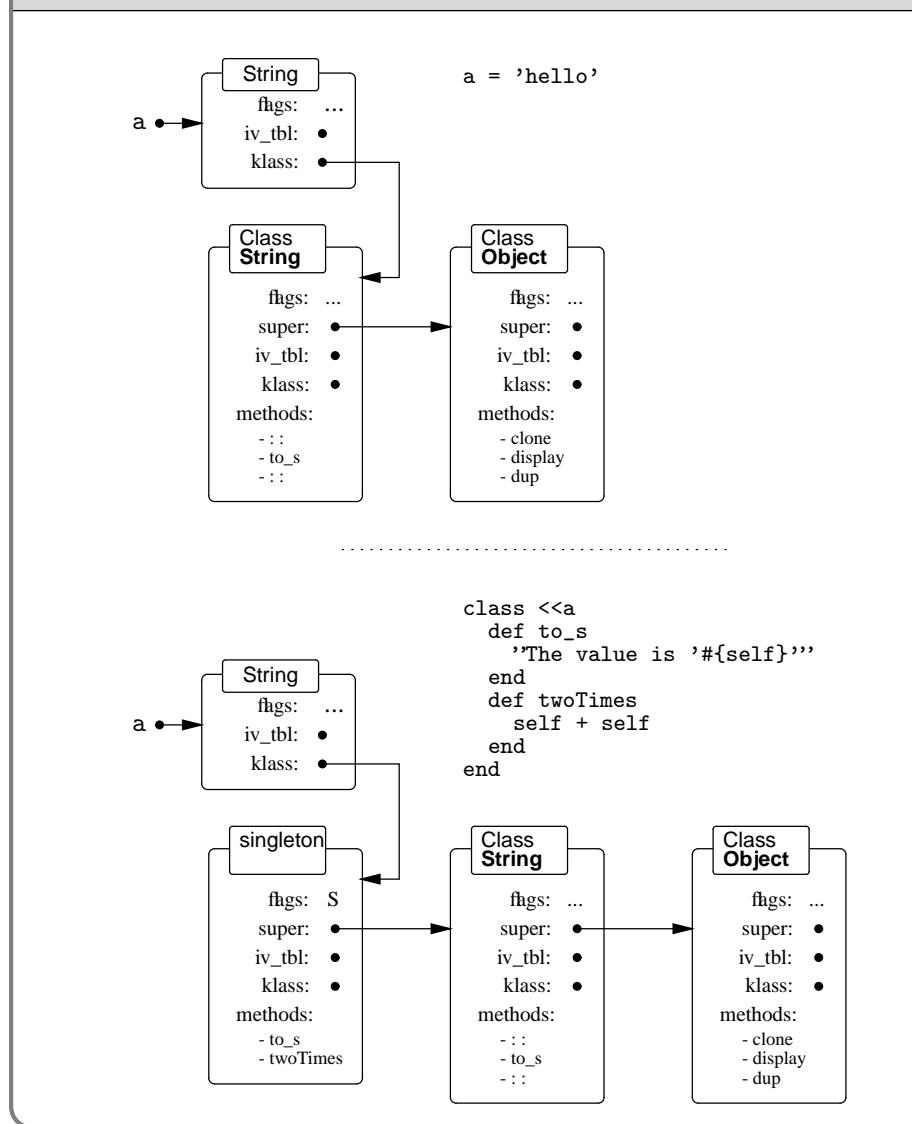 String
a = ’hello’
flags: ...
a
iv_tbl:
klass:
Class
String
Class
Object
flags: ...
flags: ...
super:
super:
iv_tbl:
iv_tbl:
klass:
klass:
methods:
methods:
- : :
- clone
- to_s
- display
- : :
- dup
class <<a
def to_s
"The value is ’#{self}’"
end
def twoTimes
self + self
end
end
String
flags: ...
a
iv_tbl:
klass:
singleton
Class
String
Class
Object
flags: S
flags: ...
flags: ...
super:
super:
super:
iv_tbl:
iv_tbl:
iv_tbl:
klass:
klass:
klass:
methods:
methods:
methods:
- to_s
- : :
- clone
- twoTimes
- to_s
- display
- : :
- dup